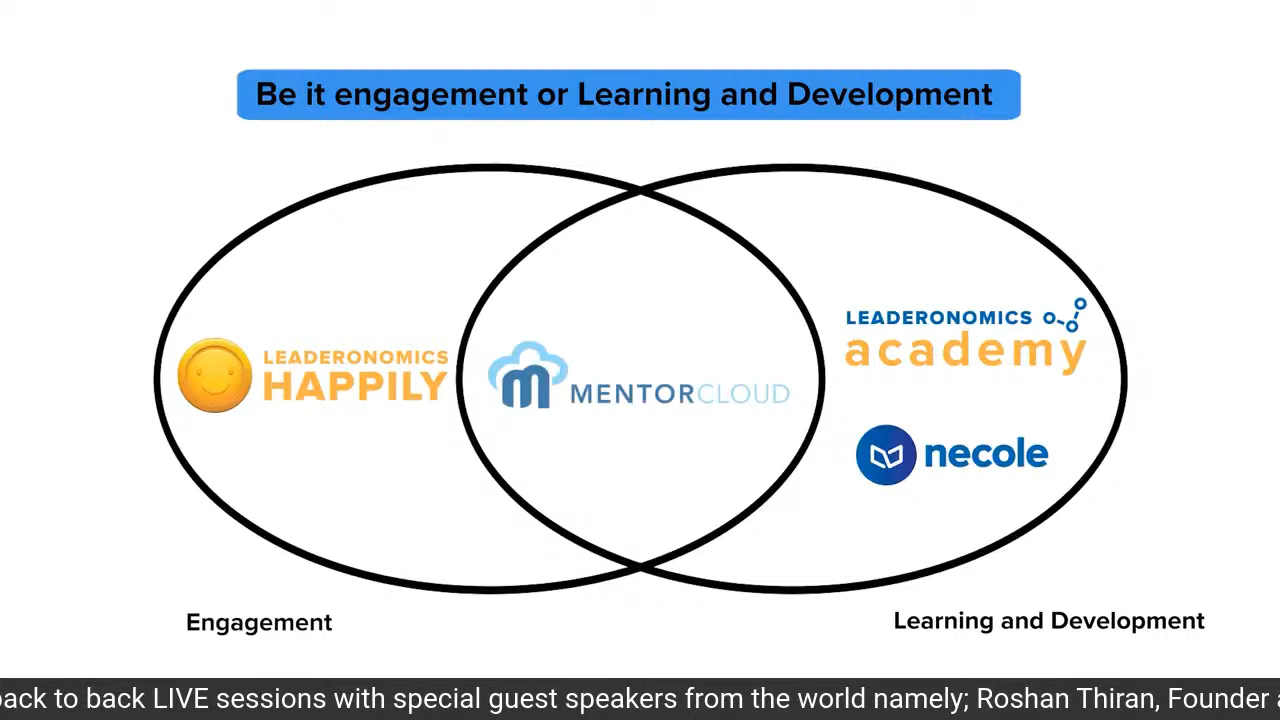 Be it engagement or Learning and Development
LEADERONOMICS
HAPPILY
MENTORCLOUD
LEADERONOMICS
academy
necole
Engagement
Learning and Development
back to back LIVE sessions with special guest speakers from the world namely; Roshan Thiran, Founder